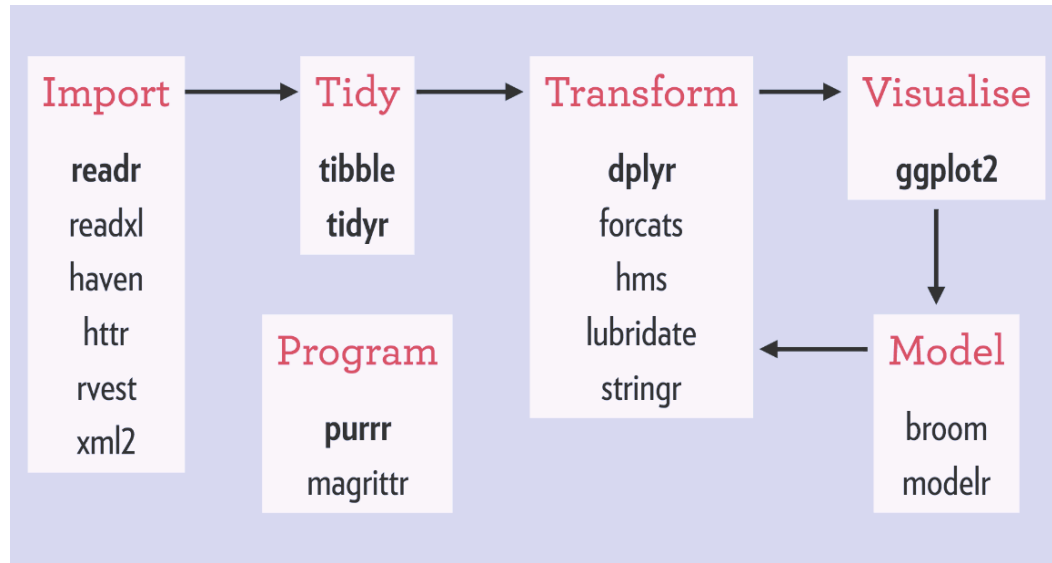 Import
readr
readxl
haven
httr
rvest
xml2
Tidy
tibble
tidyr
Program
purrr
magrittr
Transform
dplyr
forcats
hms
lubridate
stringr
Visualise
ggplot2
Model
broom
modelr